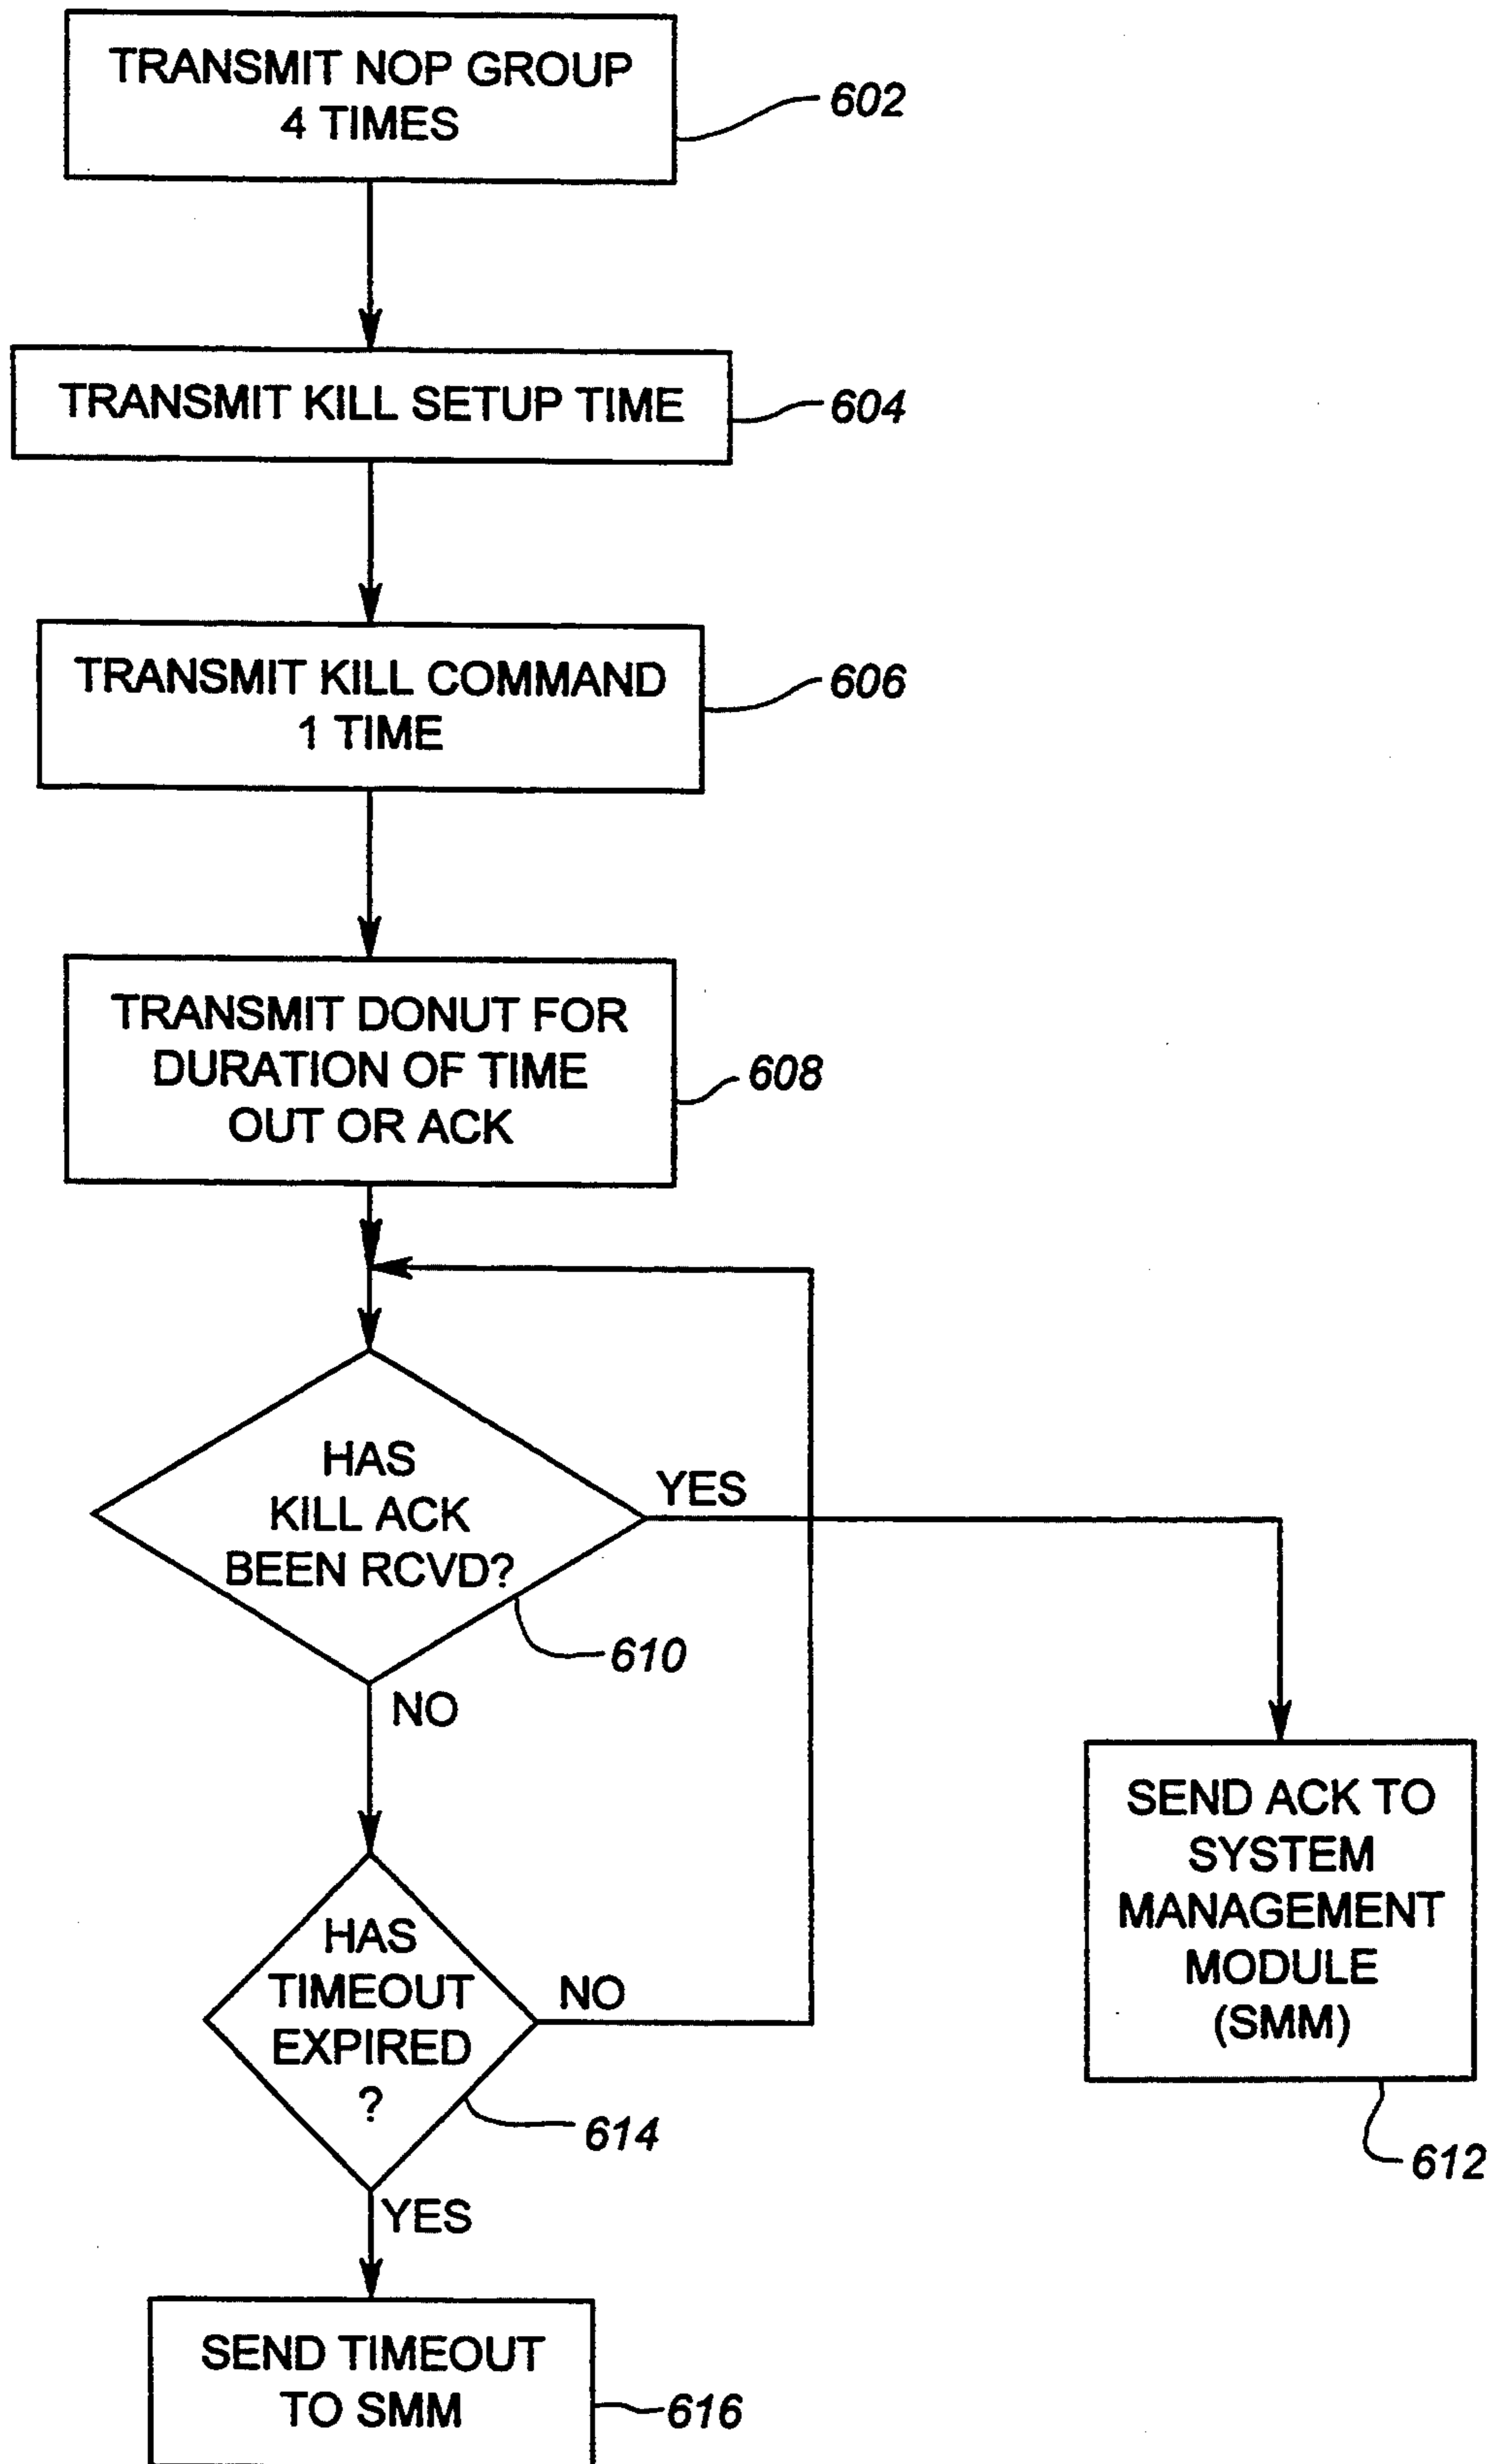 TRANSMIT NOP GROUP
4 TIMES
602
TRANSMIT KILL SETUP TIME
604
TRANSMIT KILL COMMAND
1 TIME
606
TRANSMIT DONUT FOR
DURATION OF TIME
OUT OR ACK
608
HAS
KILL ACK
BEEN RCVD?
YES
610
NO
SEND ACK TO
SYSTEM
MANAGEMENT
MODULE
(SMM)
612
HAS
TIMEOUT
EXPIRED
?
NO
614
YES
SEND TIMEOUT
TO SMM
616